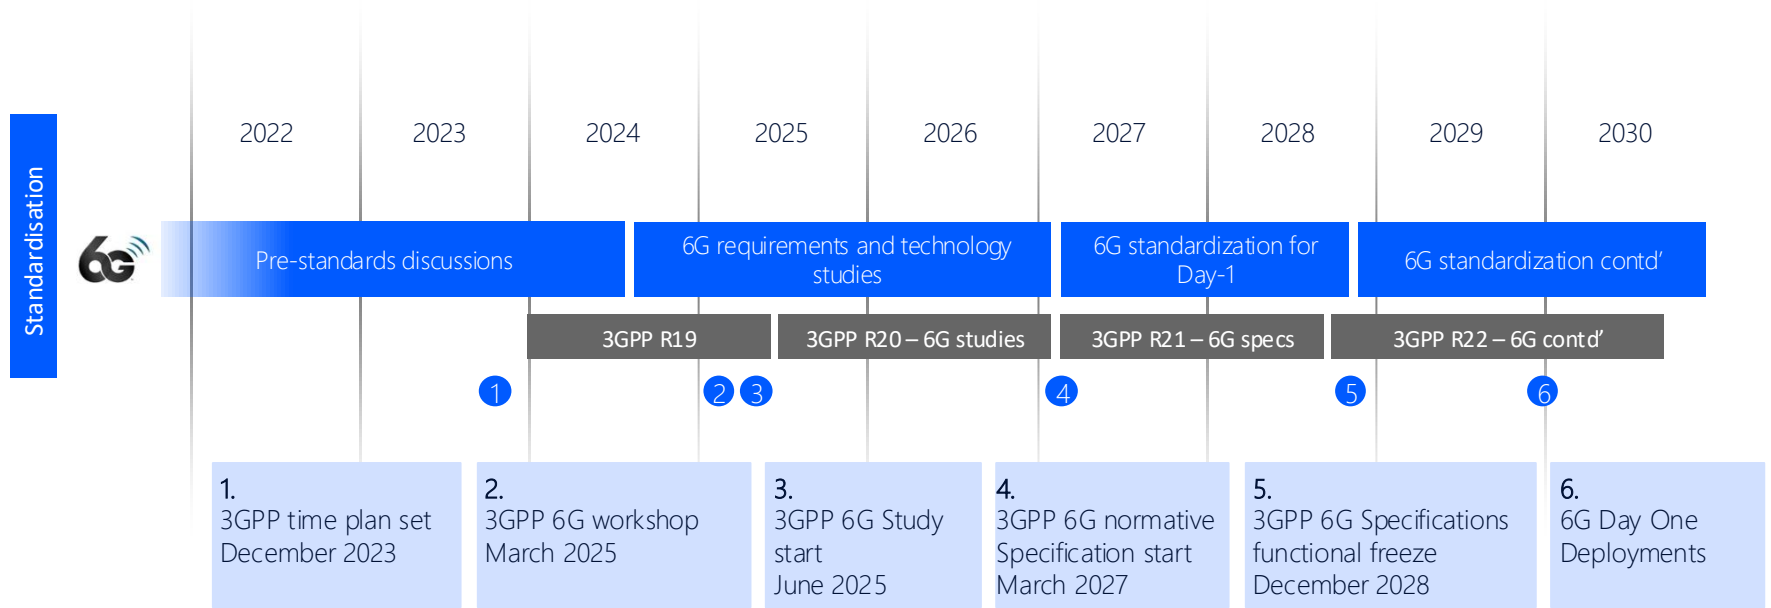 Standardisation
2022
2023
2024
2025
2026
2027
2028
2029
2030
6G
Pre-standards discussions
6G requirements and technology
studies
6G standardization for
Day-1
6G standardization contd’
3GPP R19
3GPP R20 – 6G studies
3GPP R21 – 6G specs
3GPP R22 – 6G contd’
1
2
3
4
5
6
1.
3GPP time plan set
December 2023
2.
3GPP 6G workshop
March 2025
3.
3GPP 6G Study
start
June 2025
4.
3GPP 6G normative
Specification start
March 2027
5.
3GPP 6G Specifications
functional freeze
December 2028
6.
6G Day One
Deployments